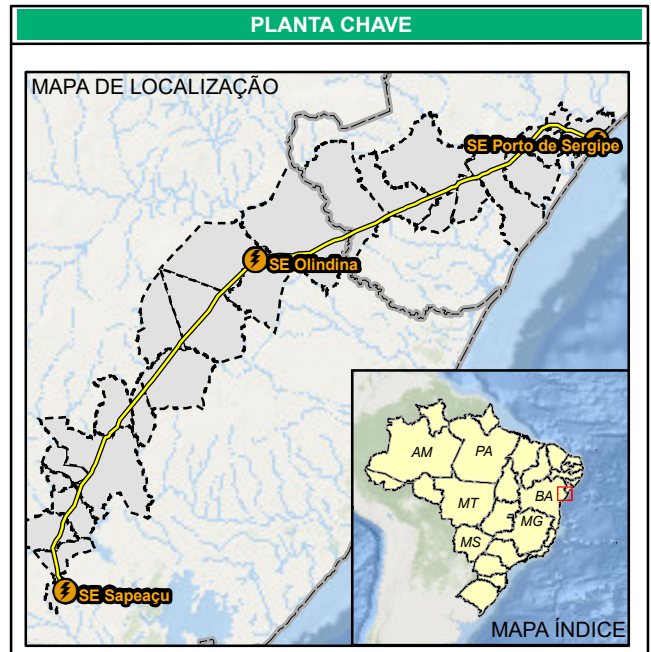 PLANTA CHAVE
MAPA DE LOCALIZAÇÃO
SE Porto de Sergipe
SE Olindina
SE Sapeaçu
AM
PA
MT
BA
MG
MS
MAPA ÍNDICE